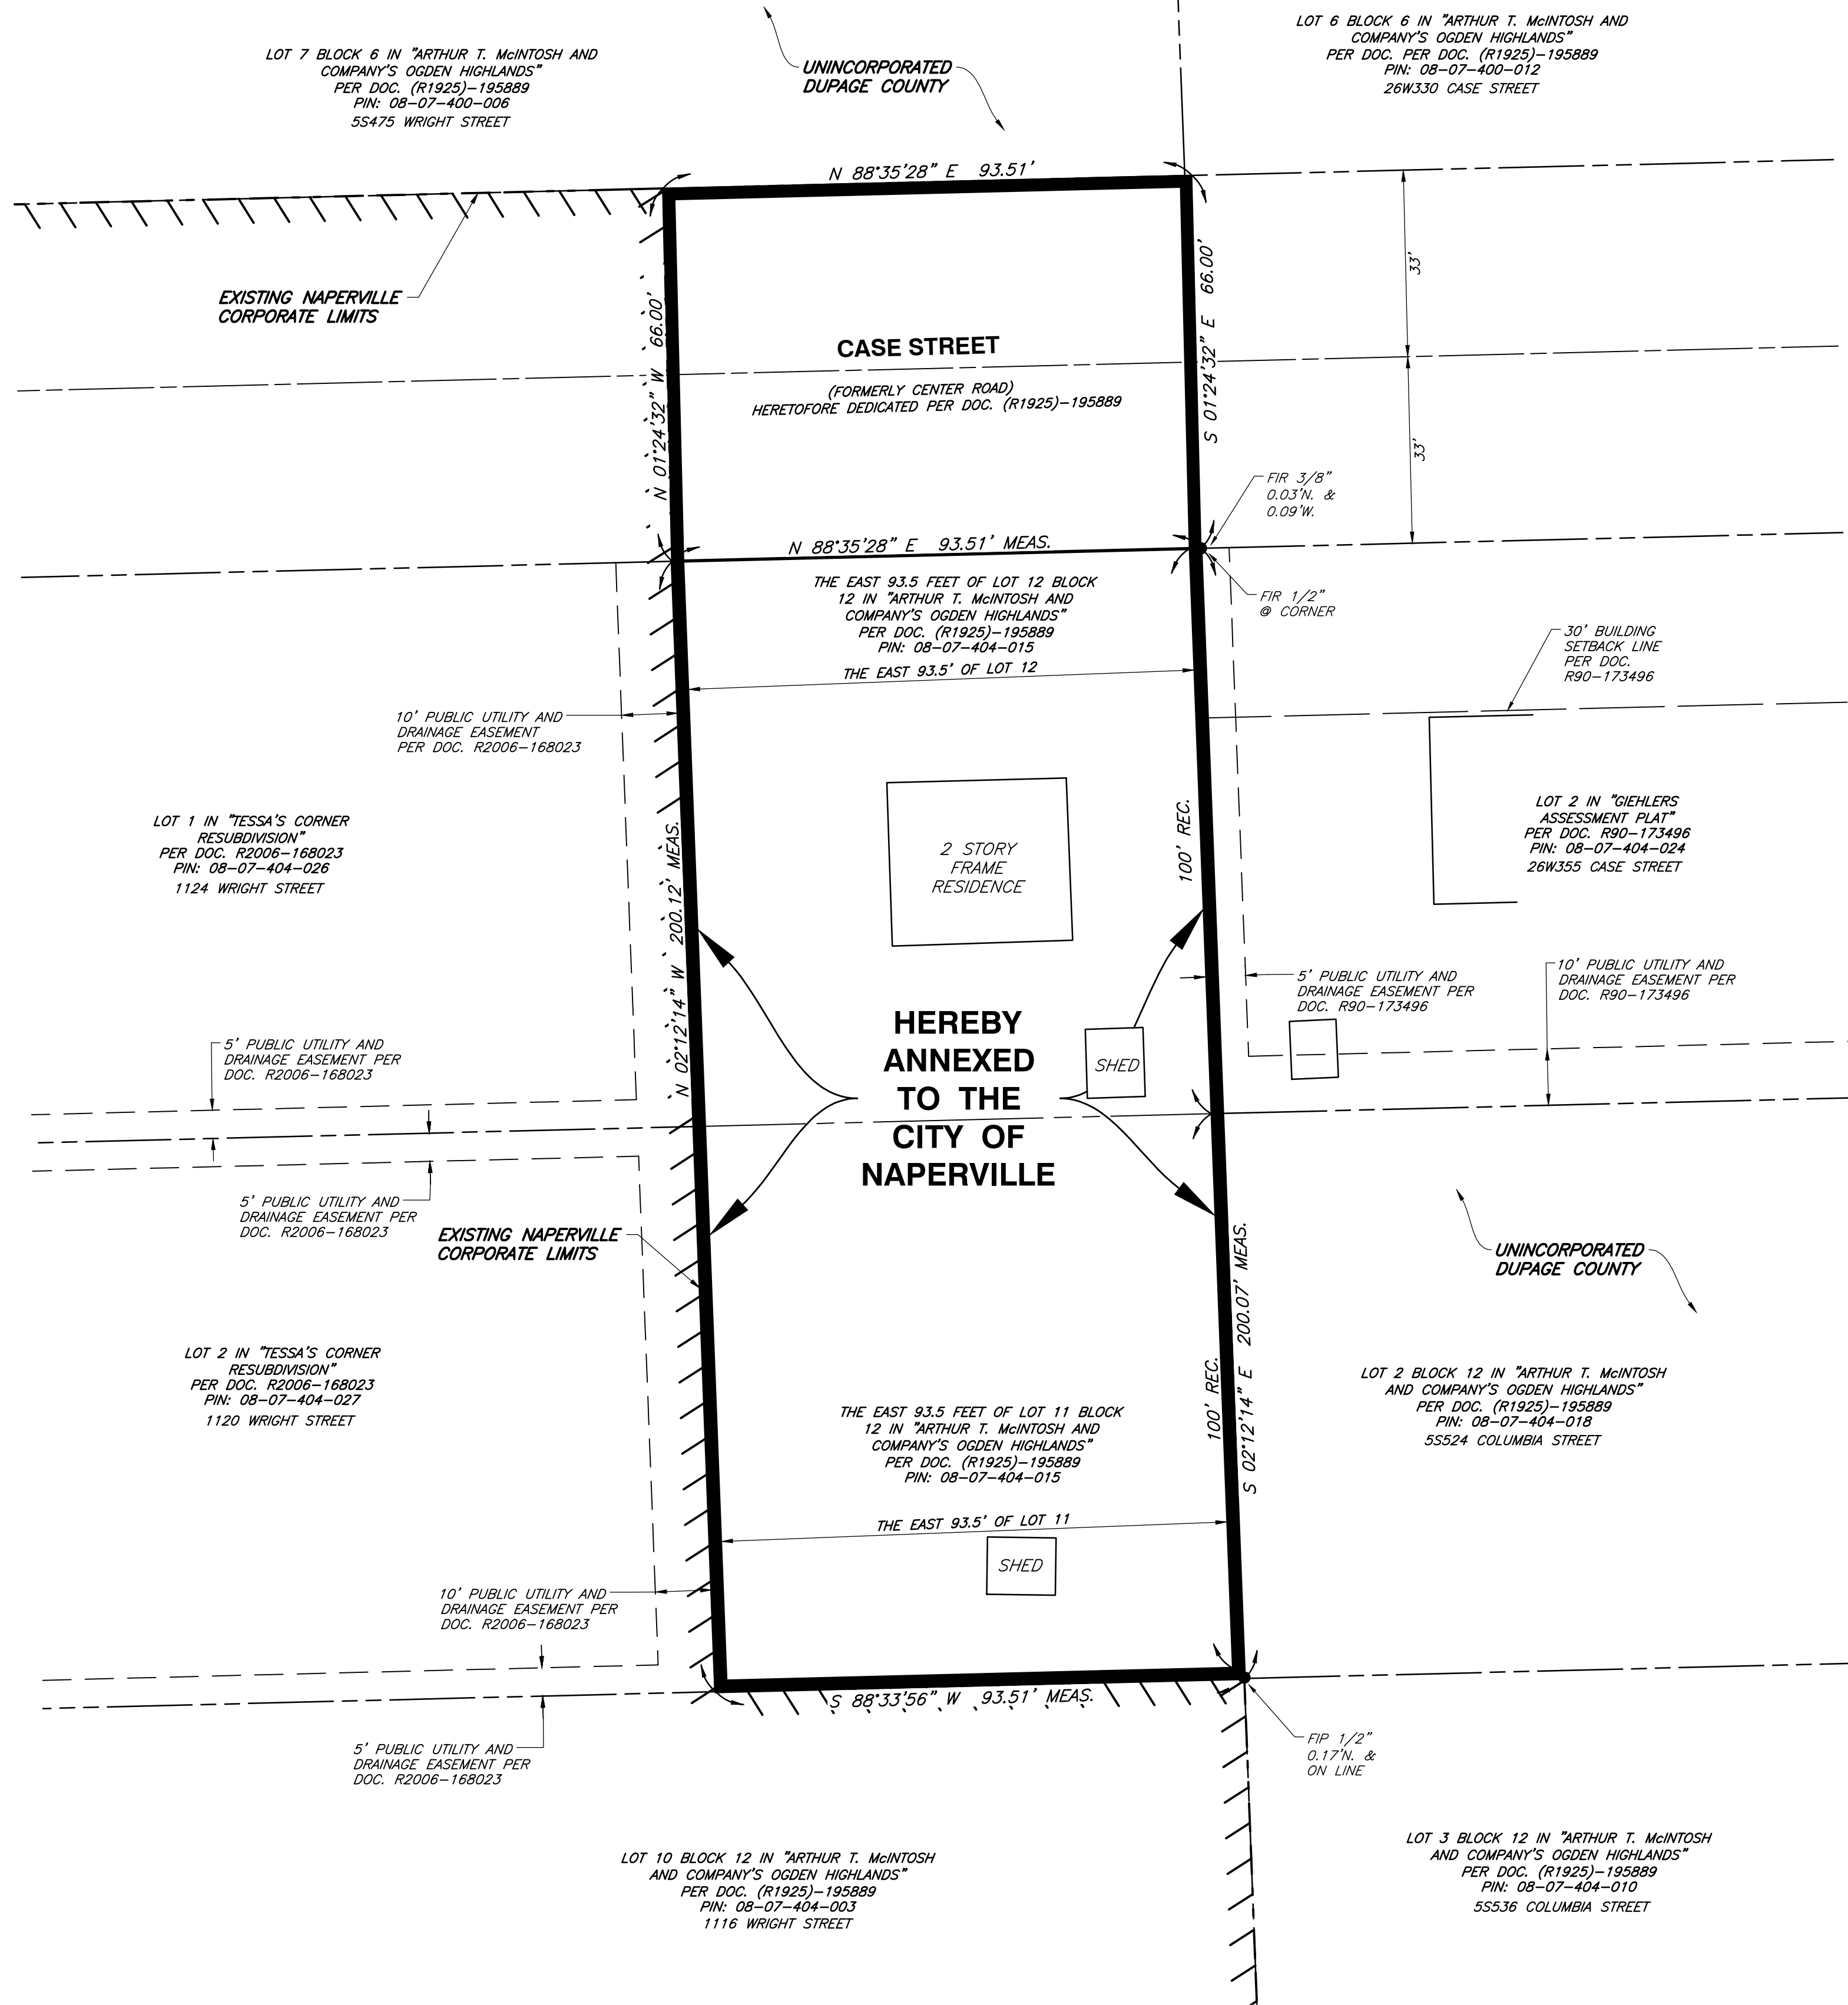 LOT 7 BLOCK 6 IN "ARTHUR T. McINTOSH AND
COMPANY'S OGDEN HIGHLANDS"
PER DOC. (R1925)-195889
PIN: 08-07-400-006
5S475 WRIGHT STREET
UNINCORPORATED
DUPAGE COUNTY
LOT 6 BLOCK 6 IN "ARTHUR T. McINTOSH AND
COMPANY'S OGDEN HIGHLANDS"
PER DOC. PER DOC. (R1925)-195889
PIN: 08-07-400-012
26W330 CASE STREET
N 88°35'28" E 93.51'
EXISTING NAPERVILLE
CORPORATE LIMITS
N 01°24'32" W 66.00'
S 01°24'32" E 66.00'
33'
33'
CASE STREET
(FORMERLY CENTER ROAD)
HERETOFORE DEDICATED PER DOC. (R1925)-195889
FIR 3/8"
0.03'N. &
0.09'W.
N 88°35'28" E 93.51' MEAS.
FIR 1/2"
@ CORNER
THE EAST 93.5 FEET OF LOT 12 BLOCK
12 IN "ARTHUR T. McINTOSH AND
COMPANY'S OGDEN HIGHLANDS"
PER DOC. (R1925)-195889
PIN: 08-07-404-015
THE EAST 93.5' OF LOT 12
30' BUILDING
SETBACK LINE
PER DOC.
R90-173496
10' PUBLIC UTILITY AND
DRAINAGE EASEMENT
PER DOC. R2006-168023
LOT 1 IN "TESSA'S CORNER
RESUBDIVISION"
PER DOC. R2006-168023
PIN: 08-07-404-026
1124 WRIGHT STREET
N 02°12'14" W 200.12' MEAS.
2 STORY
FRAME
RESIDENCE
100' REC.
LOT 2 IN "GIEHLERS
ASSESSMENT PLAT"
PER DOC. R90-173496
PIN: 08-07-404-024
26W355 CASE STREET
5' PUBLIC UTILITY AND
DRAINAGE EASEMENT PER
DOC. R90-173496
10' PUBLIC UTILITY AND
DRAINAGE EASEMENT PER
DOC. R90-173496
HEREBY
ANNEXED
TO THE
CITY OF
NAPERVILLE
SHED
5' PUBLIC UTILITY AND
DRAINAGE EASEMENT PER
DOC. R2006-168023
5' PUBLIC UTILITY AND
DRAINAGE EASEMENT PER
DOC. R2006-168023
EXISTING NAPERVILLE
CORPORATE LIMITS
UNINCORPORATED
DUPAGE COUNTY
S 02°12'14" E 200.07' MEAS.
100' REC.
LOT 2 IN "TESSA'S CORNER
RESUBDIVISION"
PER DOC. R2006-168023
PIN: 08-07-404-027
1120 WRIGHT STREET
LOT 2 BLOCK 12 IN "ARTHUR T. McINTOSH
AND COMPANY'S OGDEN HIGHLANDS"
PER DOC. (R1925)-195889
PIN: 08-07-404-018
5S524 COLUMBIA STREET
THE EAST 93.5 FEET OF LOT 11 BLOCK
12 IN "ARTHUR T. McINTOSH AND
COMPANY'S OGDEN HIGHLANDS"
PER DOC. (R1925)-195889
PIN: 08-07-404-015
THE EAST 93.5' OF LOT 11
SHED
10' PUBLIC UTILITY AND
DRAINAGE EASEMENT PER
DOC. R2006-168023
S 88°33'56" W 93.51' MEAS.
5' PUBLIC UTILITY AND
DRAINAGE EASEMENT PER
DOC. R2006-168023
FIP 1/2"
0.17'N. &
ON LINE
LOT 10 BLOCK 12 IN "ARTHUR T. McINTOSH
AND COMPANY'S OGDEN HIGHLANDS"
PER DOC. (R1925)-195889
PIN: 08-07-404-003
1116 WRIGHT STREET
LOT 3 BLOCK 12 IN "ARTHUR T. McINTOSH
AND COMPANY'S OGDEN HIGHLANDS"
PER DOC. (R1925)-195889
PIN: 08-07-404-010
5S536 COLUMBIA STREET